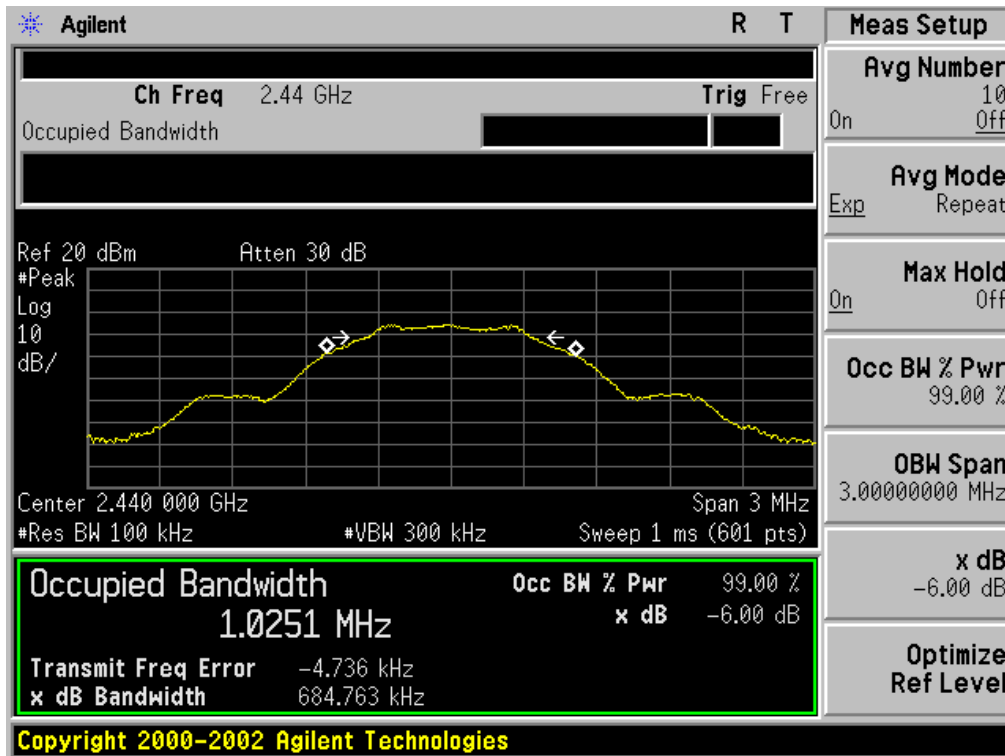 Agilent R T
Ch Freq 2.44 GHz Trig Free
Occupied Bandwidth
Ref 20 dBm Atten 30 dB
#Peak
Log
10
dB/
Center 2.440 000 GHz Span 3 MHz
#Res BW 100 kHz #VBW 300 kHz Sweep 1 ms (601 pts)
Occupied Bandwidth
1.0251 MHz
Occ BW % Pwr 99.00 %
x dB -6.00 dB
Transmit Freq Error -4.736 kHz
x dB Bandwidth 684.763 kHz
Copyright 2000-2002 Agilent Technologies
Meas Setup
Avg Number
10
On Off
Avg Mode
Exp Repeat
Max Hold
On Off
Occ BW % Pwr
99.00 %
OBW Span
3.00000000 MHz
x dB
-6.00 dB
Optimize
Ref Level